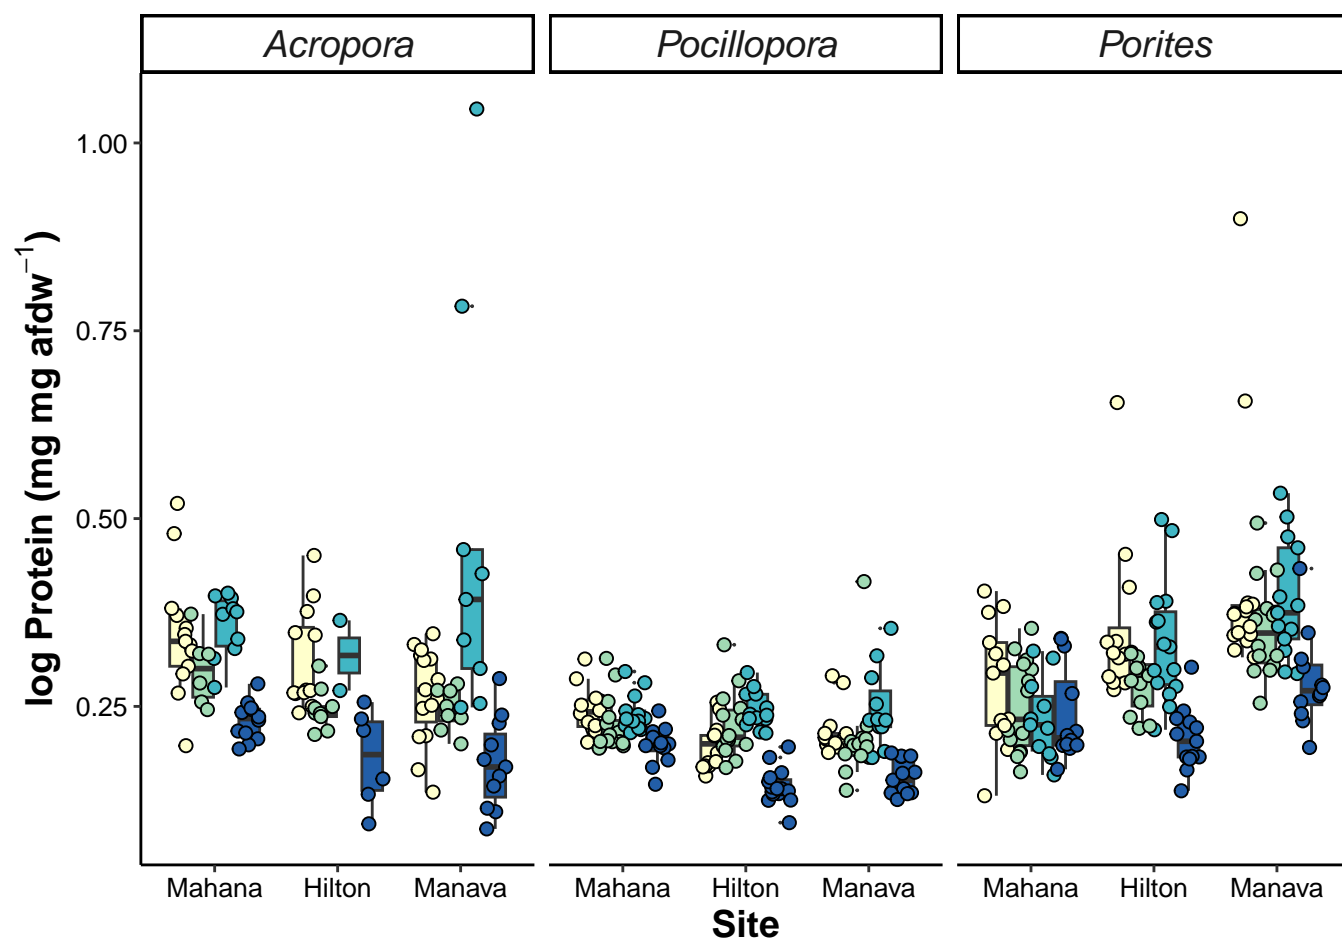 Acropora Pocillopora Porites
1.00
0.75
0.50
0.25
log Protein (mg mg afdw⁻¹)
Mahana Hilton Manava Mahana Hilton Manava Mahana Hilton Manava
Site